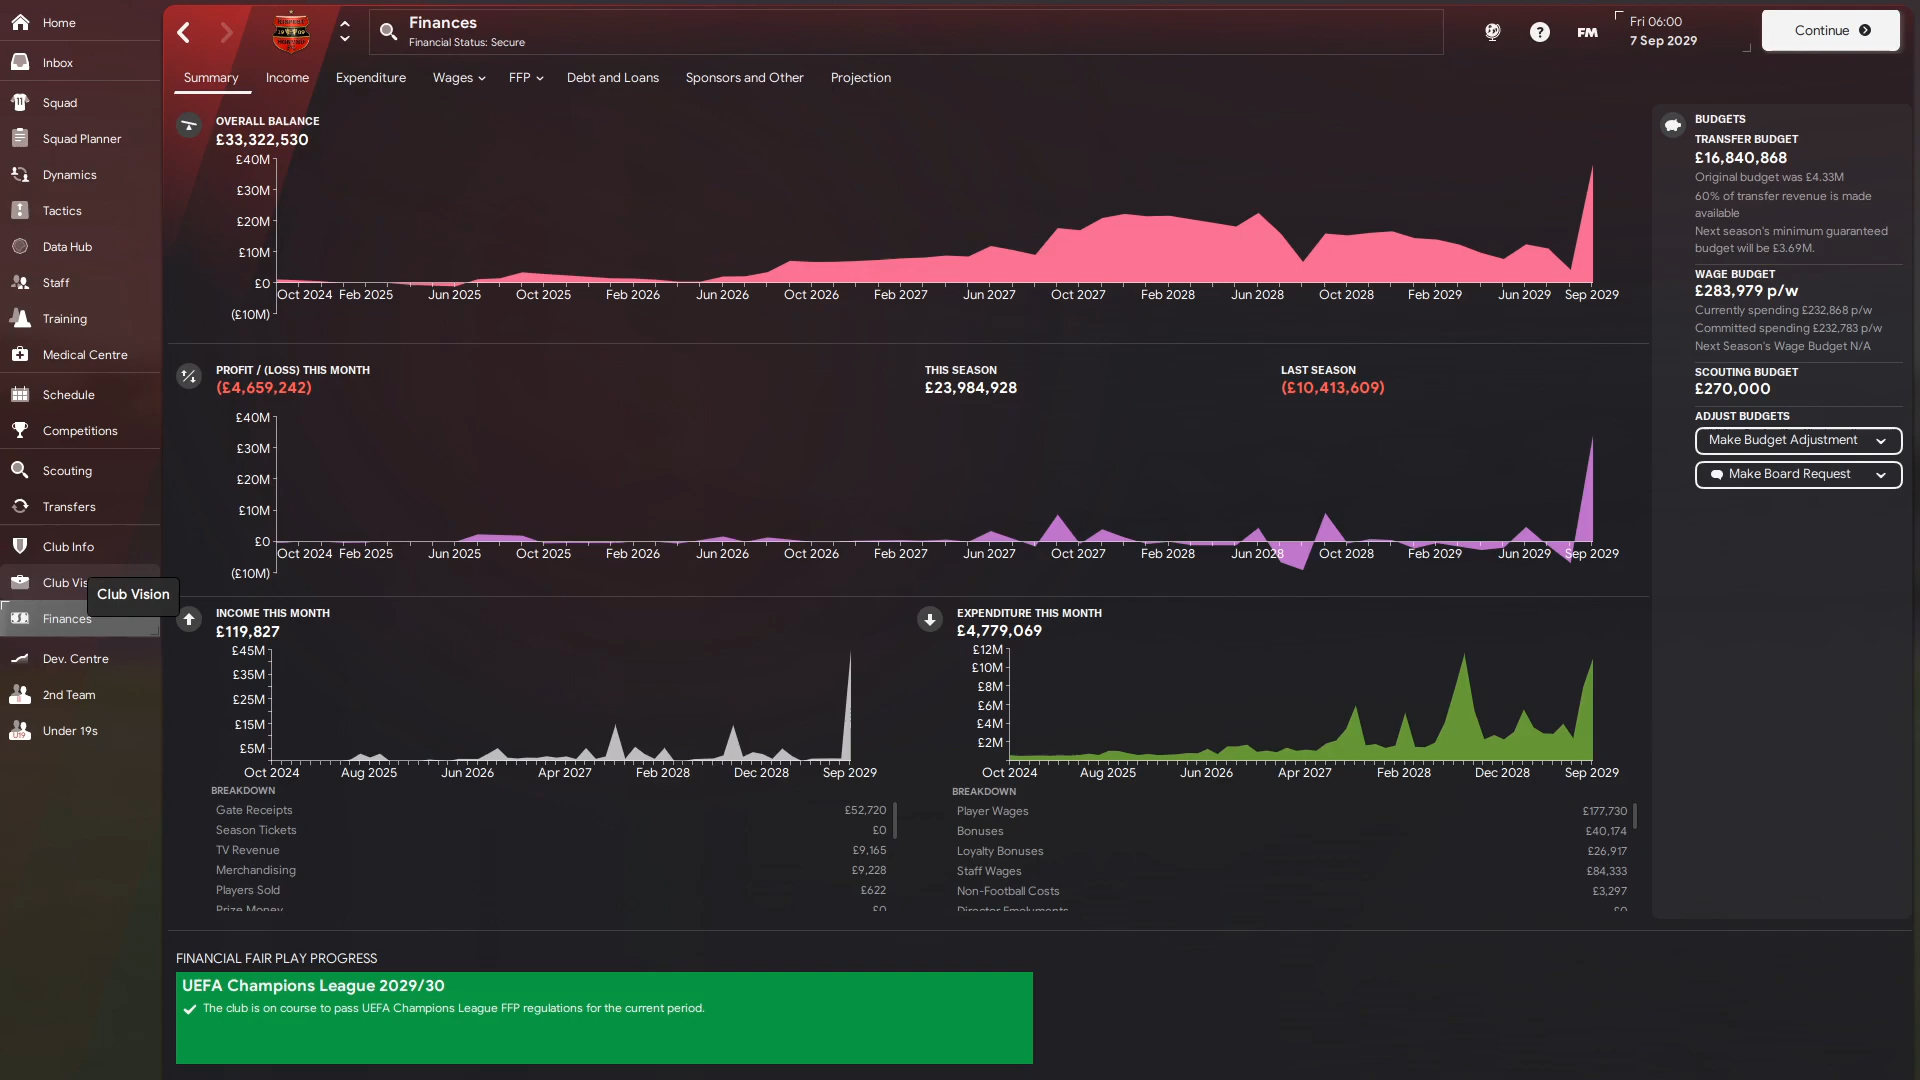 Home
Inbox
Squad
Squad Planner
Dynamics
Tactics
Data Hub
Staff
Training
Medical Centre
Schedule
Competitions
Scouting
Transfers
Club Info
Club Vis
Club Vision
Finances
Dev. Centre
2nd Team
Under 19s
Finances
Financial Status: Secure
FM
Fri 06:00
7 Sep 2029
Continue
Summary Income Expenditure Wages FFP Debt and Loans Sponsors and Other Projection
OVERALL BALANCE
£33,322,530
£40M
£30M
£20M
£10M
£0
(£10M)
Oct 2024 Feb 2025 Jun 2025 Oct 2025 Feb 2026 Jun 2026 Oct 2026 Feb 2027 Jun 2027 Oct 2027 Feb 2028 Jun 2028 Oct 2028 Feb 2029 Jun 2029 Sep 2029
PROFIT / (LOSS) THIS MONTH
(£4,659,242)
THIS SEASON
£23,984,928
LAST SEASON
(£10,413,609)
£40M
£30M
£20M
£10M
£0
(£10M)
Oct 2024 Feb 2025 Jun 2025 Oct 2025 Feb 2026 Jun 2026 Oct 2026 Feb 2027 Jun 2027 Oct 2027 Feb 2028 Jun 2028 Oct 2028 Feb 2029 Jun 2029 Sep 2029
INCOME THIS MONTH
£119,827
£45M
£35M
£25M
£15M
£5M
Oct 2024 Aug 2025 Jun 2026 Apr 2027 Feb 2028 Dec 2028 Sep 2029
BREAKDOWN
Gate Receipts £52,720
Season Tickets £0
TV Revenue £9,165
Merchandising £9,228
Players Sold £622
Prize Money £0
EXPENDITURE THIS MONTH
£4,779,069
£12M
£10M
£8M
£6M
£4M
£2M
Oct 2024 Aug 2025 Jun 2026 Apr 2027 Feb 2028 Dec 2028 Sep 2029
BREAKDOWN
Player Wages £177,730
Bonuses £40,174
Loyalty Bonuses £26,917
Staff Wages £84,333
Non-Football Costs £3,297
Director Emoluments £0
BUDGETS
TRANSFER BUDGET
£16,840,868
Original budget was £4.33M
60% of transfer revenue is made
available
Next season's minimum guaranteed
budget will be £3.69M.
WAGE BUDGET
£283,979 p/w
Currently spending £232,868 p/w
Committed spending £232,783 p/w
Next Season's Wage Budget N/A
SCOUTING BUDGET
£270,000
ADJUST BUDGETS
Make Budget Adjustment
Make Board Request
FINANCIAL FAIR PLAY PROGRESS
UEFA Champions League 2029/30
The club is on course to pass UEFA Champions League FFP regulations for the current period.